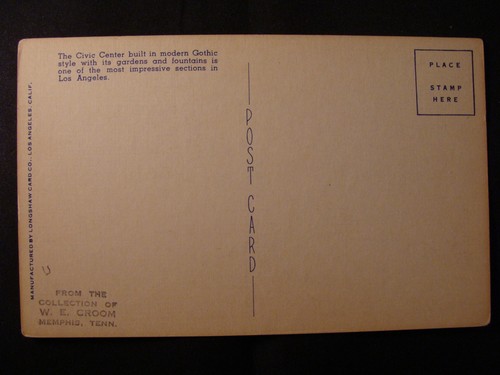 The Civic Center built in modern Gothic
style with its gardens and fountains is
one of the most impressive sections in
Los Angeles.
PLACE
STAMP
HERE
POST CARD
MANUFACTURED BY LONGSHAW CARD CO., LOS ANGELES, CALIF.
FROM THE
COLLECTION OF
W. E. GROOM
MEMPHIS, TENN.